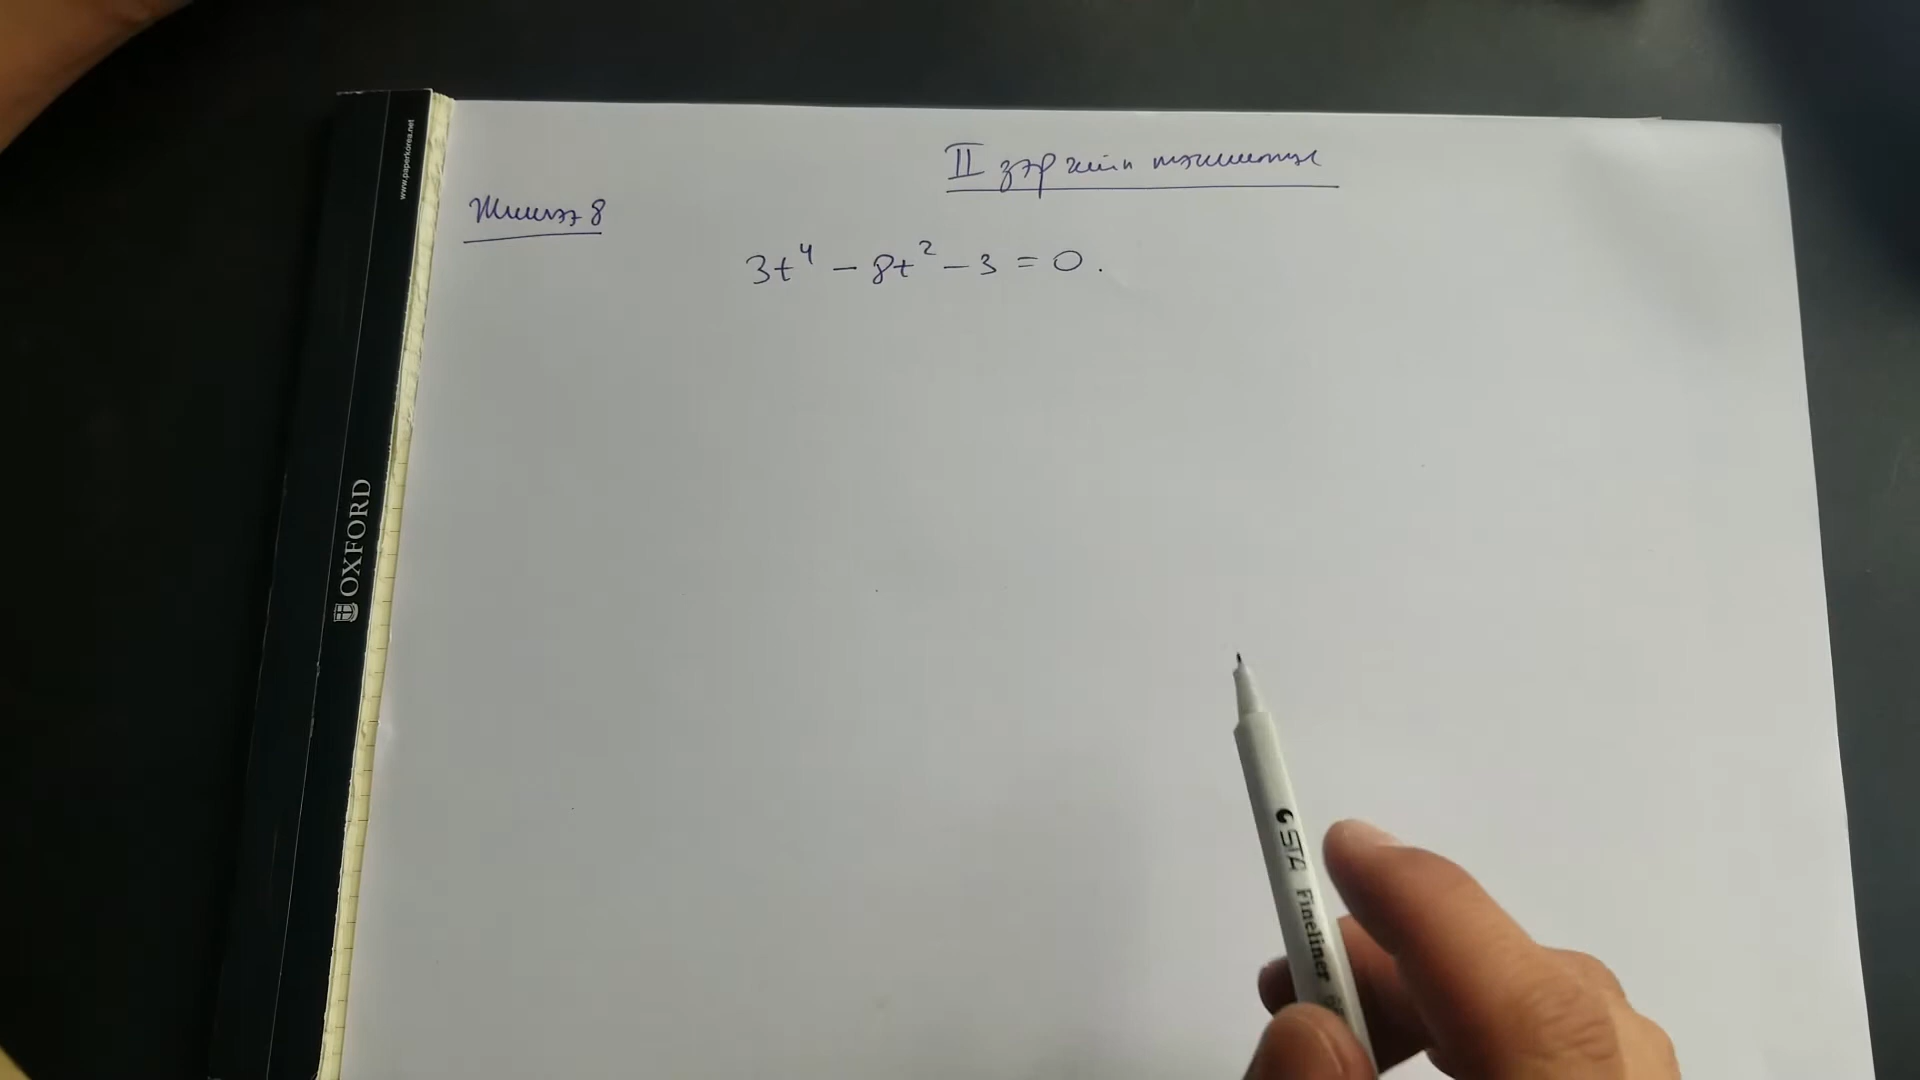 II зэргийн тэгшитгэл
Жишээ 8
3t⁴ − 8t² − 3 = 0.
www.paperkorea.net
OXFORD
STA Fineliner